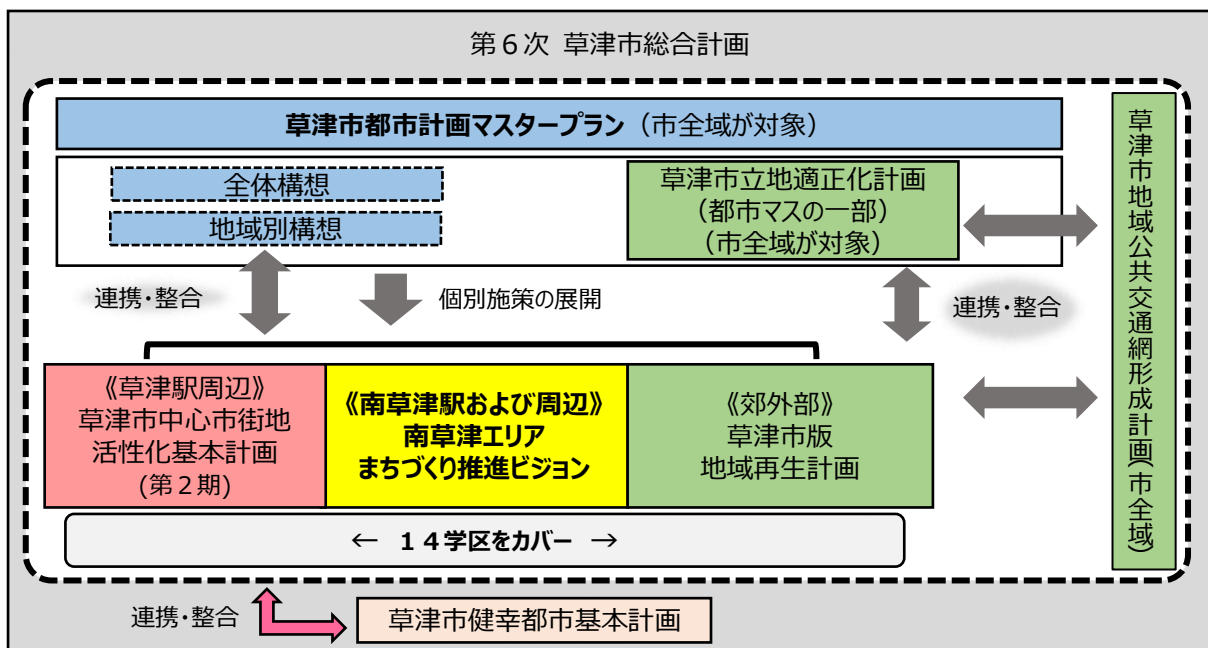 第６次 草津市総合計画
草津市都市計画マスタープラン（市全域が対象）
全体構想
地域別構想
草津市立地適正化計画
（都市マスの一部）
（市全域が対象）
草津市地域公共交通網形成計画（市全域）
連携・整合
個別施策の展開
連携・整合
《草津駅周辺》
草津市中心市街地
活性化基本計画
(第２期)
《南草津駅および周辺》
南草津エリア
まちづくり推進ビジョン
《郊外部》
草津市版
地域再生計画
← １４学区をカバー →
連携・整合
草津市健幸都市基本計画